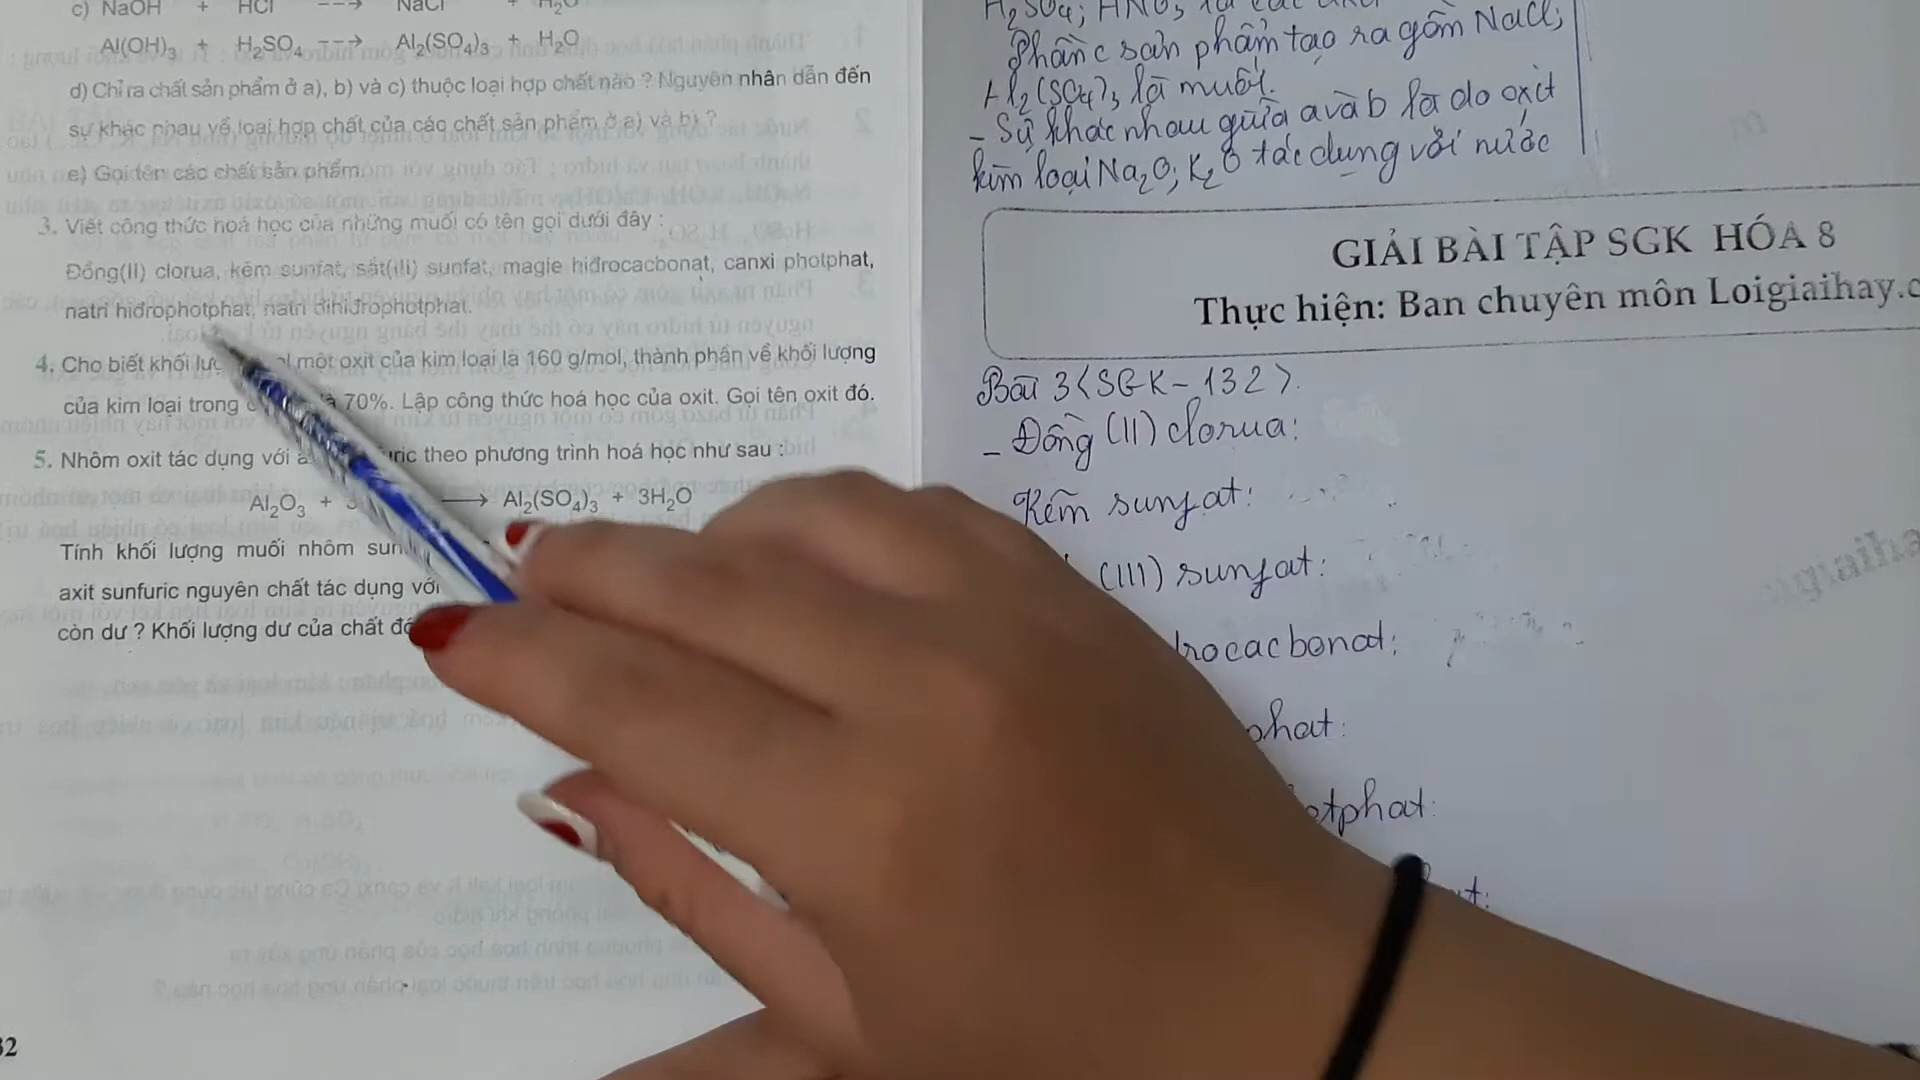 c) NaOH + HCl ---> NaCl + H₂O
Al(OH)₃ + H₂SO₄ ---> Al₂(SO₄)₃ + H₂O
d) Chỉ ra chất sản phẩm ở a), b) và c) thuộc loại hợp chất nào ? Nguyên nhân dẫn đến
sự khác nhau về loại hợp chất của các chất sản phẩm ở a) và b) ?
e) Gọi tên các chất sản phẩm.
3. Viết công thức hoá học của những muối có tên gọi dưới đây :
Đồng(II) clorua, kẽm sunfat, sắt(III) sunfat, magie hiđrocacbonat, canxi photphat,
natri hiđrophotphat, natri đihiđrophotphat.
4. Cho biết khối một oxit của kim loại là 160 g/mol, thành phần về khối lượng
của kim loại trong 70%. Lập công thức hoá học của oxit. Gọi tên oxit đó.
5. Nhôm oxit tác dụng với theo phương trình hoá học như sau :
Al₂O₃ + ⟶ Al₂(SO₄)₃ + 3H₂O
Tính khối lượng muối nhôm
axit sunfuric nguyên chất tác dụng với
còn dư ? Khối lượng dư của chất
32
H₂SO₄; HNO₃
Phần c sản phẩm tạo ra gồm NaCl;
Al₂(SO₄)₃ là muối.
- Sự khác nhau giữa a và b là do oxit
kim loại Na₂O; K₂O tác dụng với nước
GIẢI BÀI TẬP SGK HÓA 8
Thực hiện: Ban chuyên môn Loigiaihay.c
Bài 3 <SGK - 132>.
- Đồng (II) clorua:
Kẽm sunfat:
(III) sunfat:
rocacbonat:
phat:
otphat:
t: